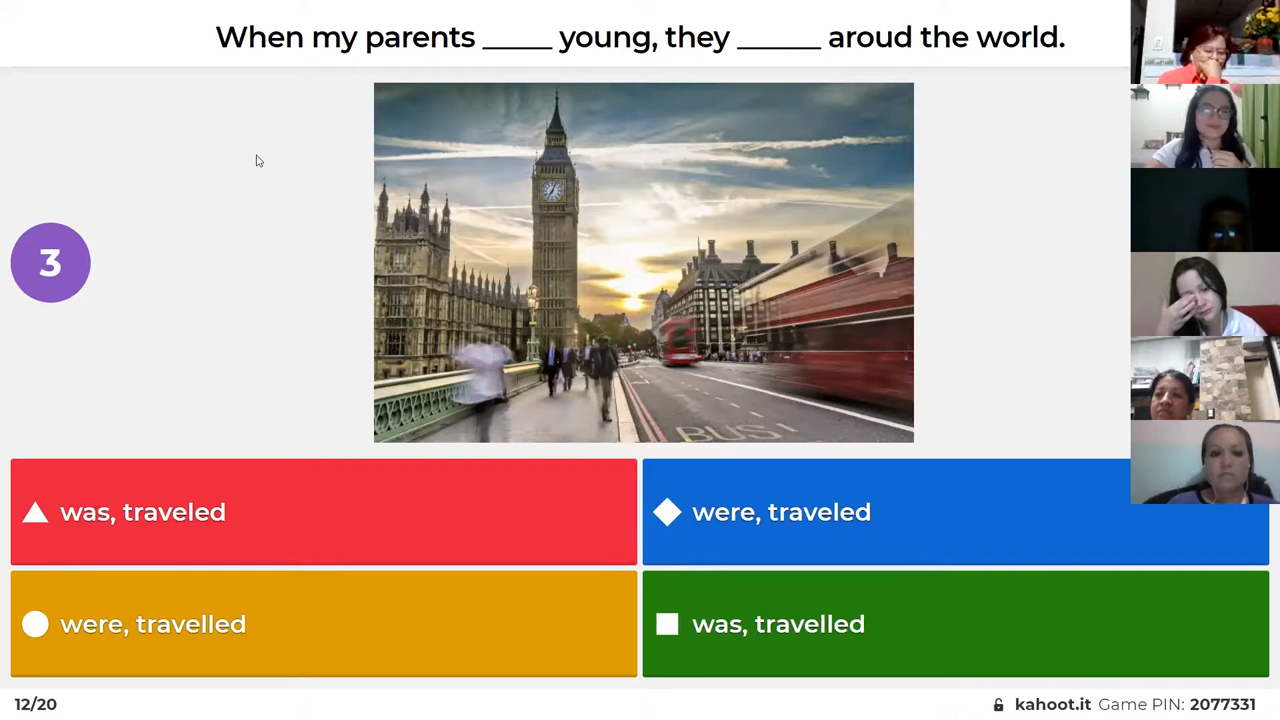 When my parents _____ young, they ______ aroud the world.
3
BUS
was, traveled
were, traveled
were, travelled
was, travelled
12/20
kahoot.it Game PIN: 2077331